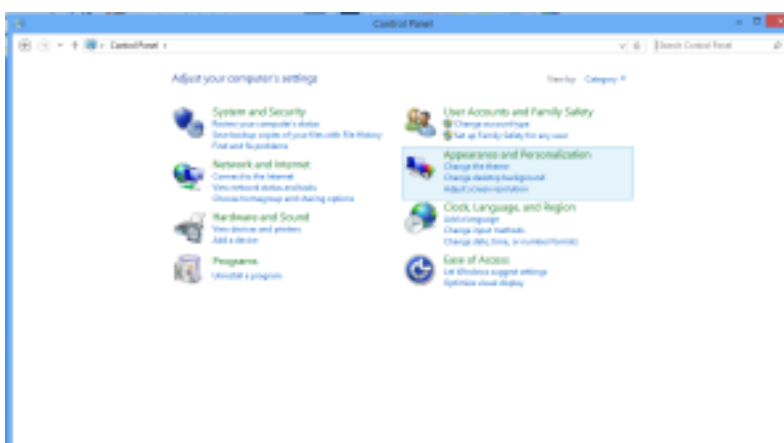 Control Panel
Control Panel
Search Control Panel
Adjust your computer's settings
View by: Category
System and Security
Review your computer's status
Save backup copies of your files with File History
Find and fix problems
Network and Internet
Connect to the Internet
View network status and tasks
Choose homegroup and sharing options
Hardware and Sound
View devices and printers
Add a device
Programs
Uninstall a program
User Accounts and Family Safety
Change account type
Set up Family Safety for any user
Appearance and Personalization
Change the theme
Change desktop background
Adjust screen resolution
Clock, Language, and Region
Add a language
Change input methods
Change date, time, or number formats
Ease of Access
Let Windows suggest settings
Optimize visual display